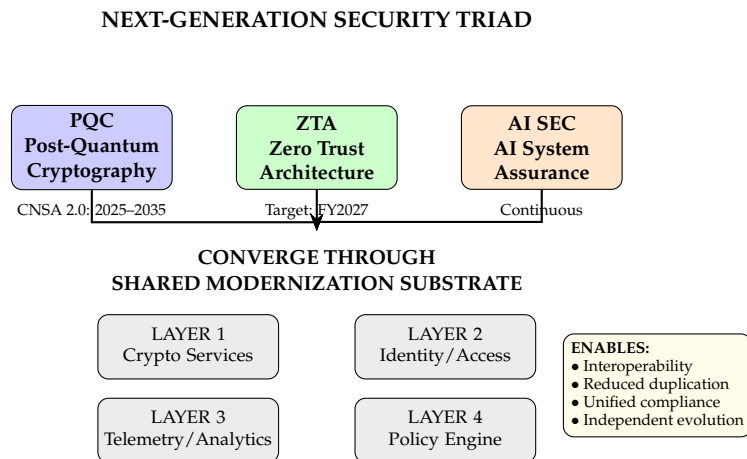 NEXT-GENERATION SECURITY TRIAD
PQC
Post-Quantum
Cryptography
ZTA
Zero Trust
Architecture
AI SEC
AI System
Assurance
CNSA 2.0: 2025–2035
Target: FY2027
Continuous
CONVERGE THROUGH
SHARED MODERNIZATION SUBSTRATE
LAYER 1
Crypto Services
LAYER 2
Identity/Access
LAYER 3
Telemetry/Analytics
LAYER 4
Policy Engine
ENABLES:
● Interoperability
● Reduced duplication
● Unified compliance
● Independent evolution